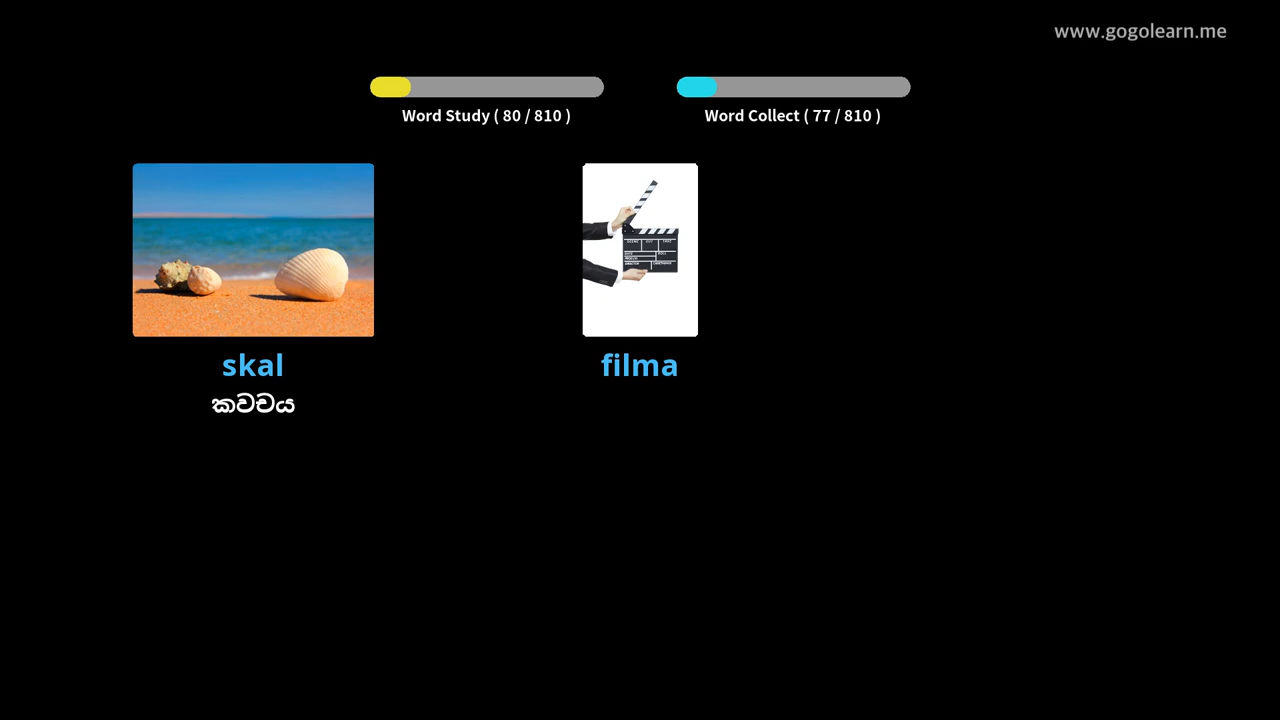 www.gogolearn.me
Word Study ( 80 / 810 )
Word Collect ( 77 / 810 )
skal
filma
කවචය